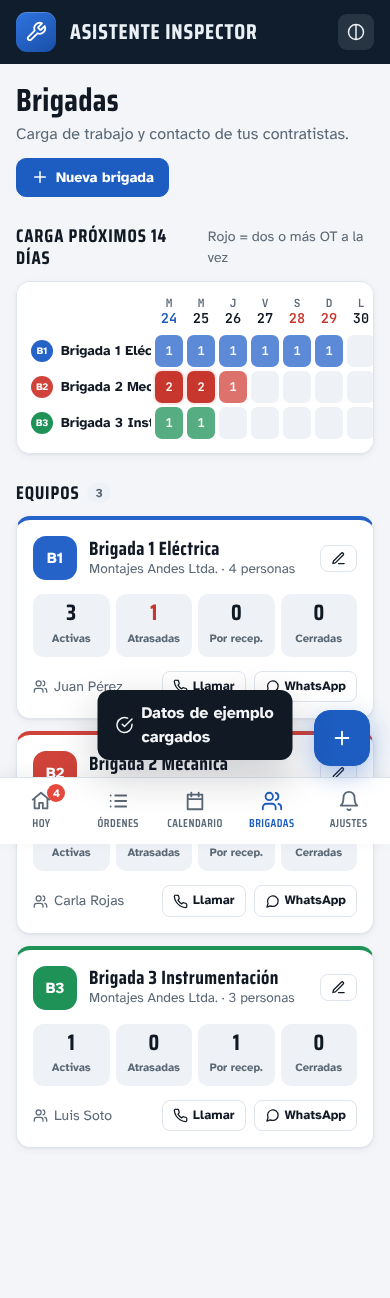 ASISTENTE INSPECTOR
Brigadas
Carga de trabajo y contacto de tus contratistas.
Nueva brigada
CARGA PRÓXIMOS 14
DÍAS
Rojo = dos o más OT a la
vez
M M J V S D L
24 25 26 27 28 29 30
B1 Brigada 1 Eléc 1 1 1 1 1 1
B2 Brigada 2 Mec 2 2 1
B3 Brigada 3 Inst 1 1
EQUIPOS 3
B1
Brigada 1 Eléctrica
Montajes Andes Ltda. · 4 personas
3 1 0 0
Activas Atrasadas Por recep. Cerradas
Juan Pérez Llamar WhatsApp
Datos de ejemplo
cargados
B2 Brigada 2 Mecánica
4
HOY ÓRDENES CALENDARIO BRIGADAS AJUSTES
Activas Atrasadas Por recep. Cerradas
Carla Rojas Llamar WhatsApp
B3
Brigada 3 Instrumentación
Montajes Andes Ltda. · 3 personas
1 0 1 0
Activas Atrasadas Por recep. Cerradas
Luis Soto Llamar WhatsApp